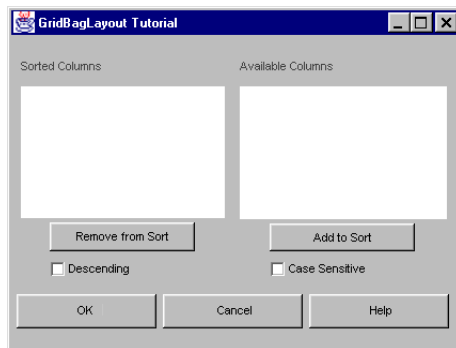 GridBagLayout Tutorial
Sorted Columns
Available Columns
Remove from Sort
Add to Sort
Descending
Case Sensitive
OK
Cancel
Help